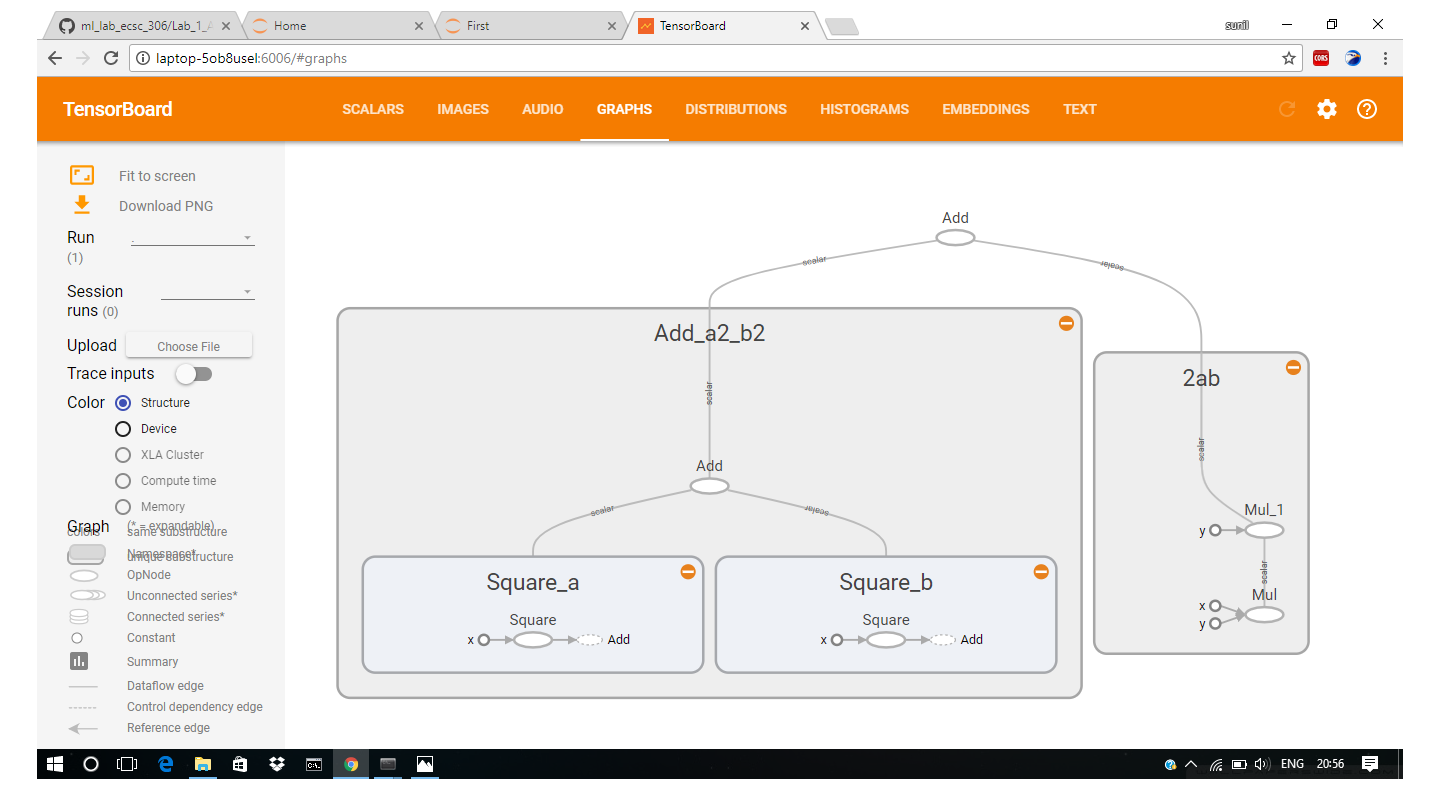 ml_lab_ecsc_306/Lab_1_A
Home
First
TensorBoard
sunil
laptop-5ob8usel:6006/#graphs
CORS
TensorBoard
SCALARS
IMAGES
AUDIO
GRAPHS
DISTRIBUTIONS
HISTOGRAMS
EMBEDDINGS
TEXT
Fit to screen
Download PNG
Run
(1)
.
Session
runs (0)
Upload
Choose File
Trace inputs
Color
Structure
Device
XLA Cluster
Compute time
Memory
Graph
(* = expandable)
colors
same substructure
Namespace*
unique substructure
OpNode
Unconnected series*
Connected series*
Constant
Summary
Dataflow edge
Control dependency edge
Reference edge
Add
scalar
scalar
Add_a2_b2
scalar
Add
scalar
scalar
Square_a
Square
x
Add
Square_b
Square
x
Add
2ab
scalar
Mul_1
y
scalar
Mul
x
y
ENG
20:56